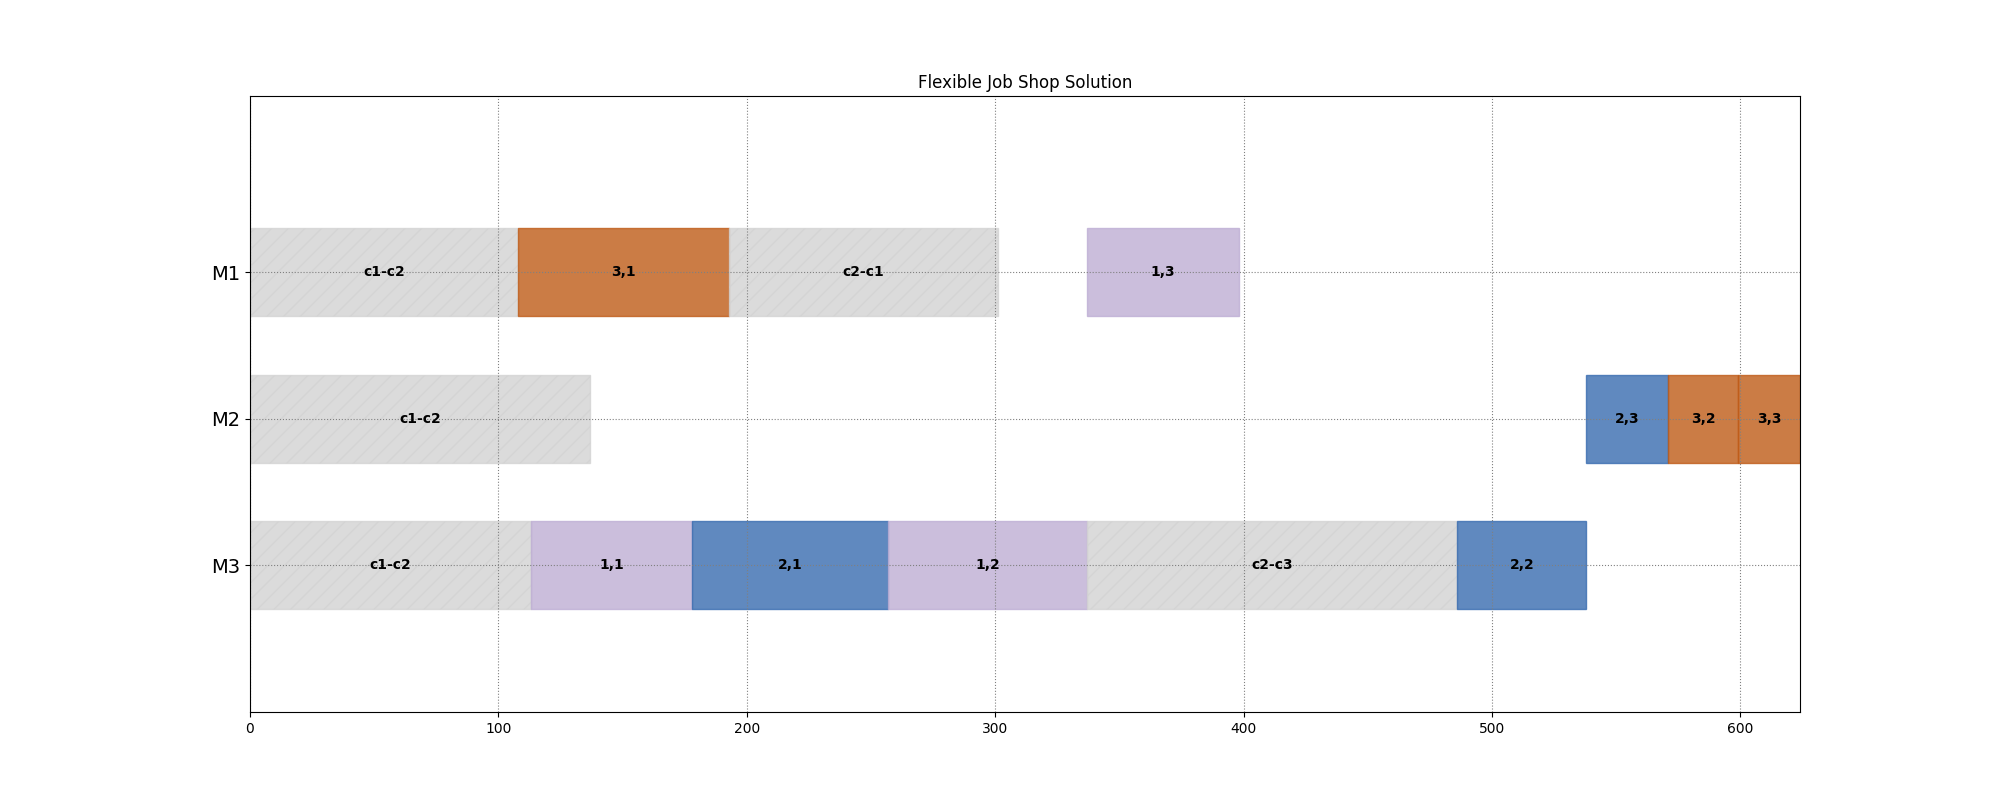 Flexible Job Shop Solution
M1
c1-c2
3,1
c2-c1
1,3
M2
c1-c2
2,3
3,2
3,3
M3
c1-c2
1,1
2,1
1,2
c2-c3
2,2
0 100 200 300 400 500 600